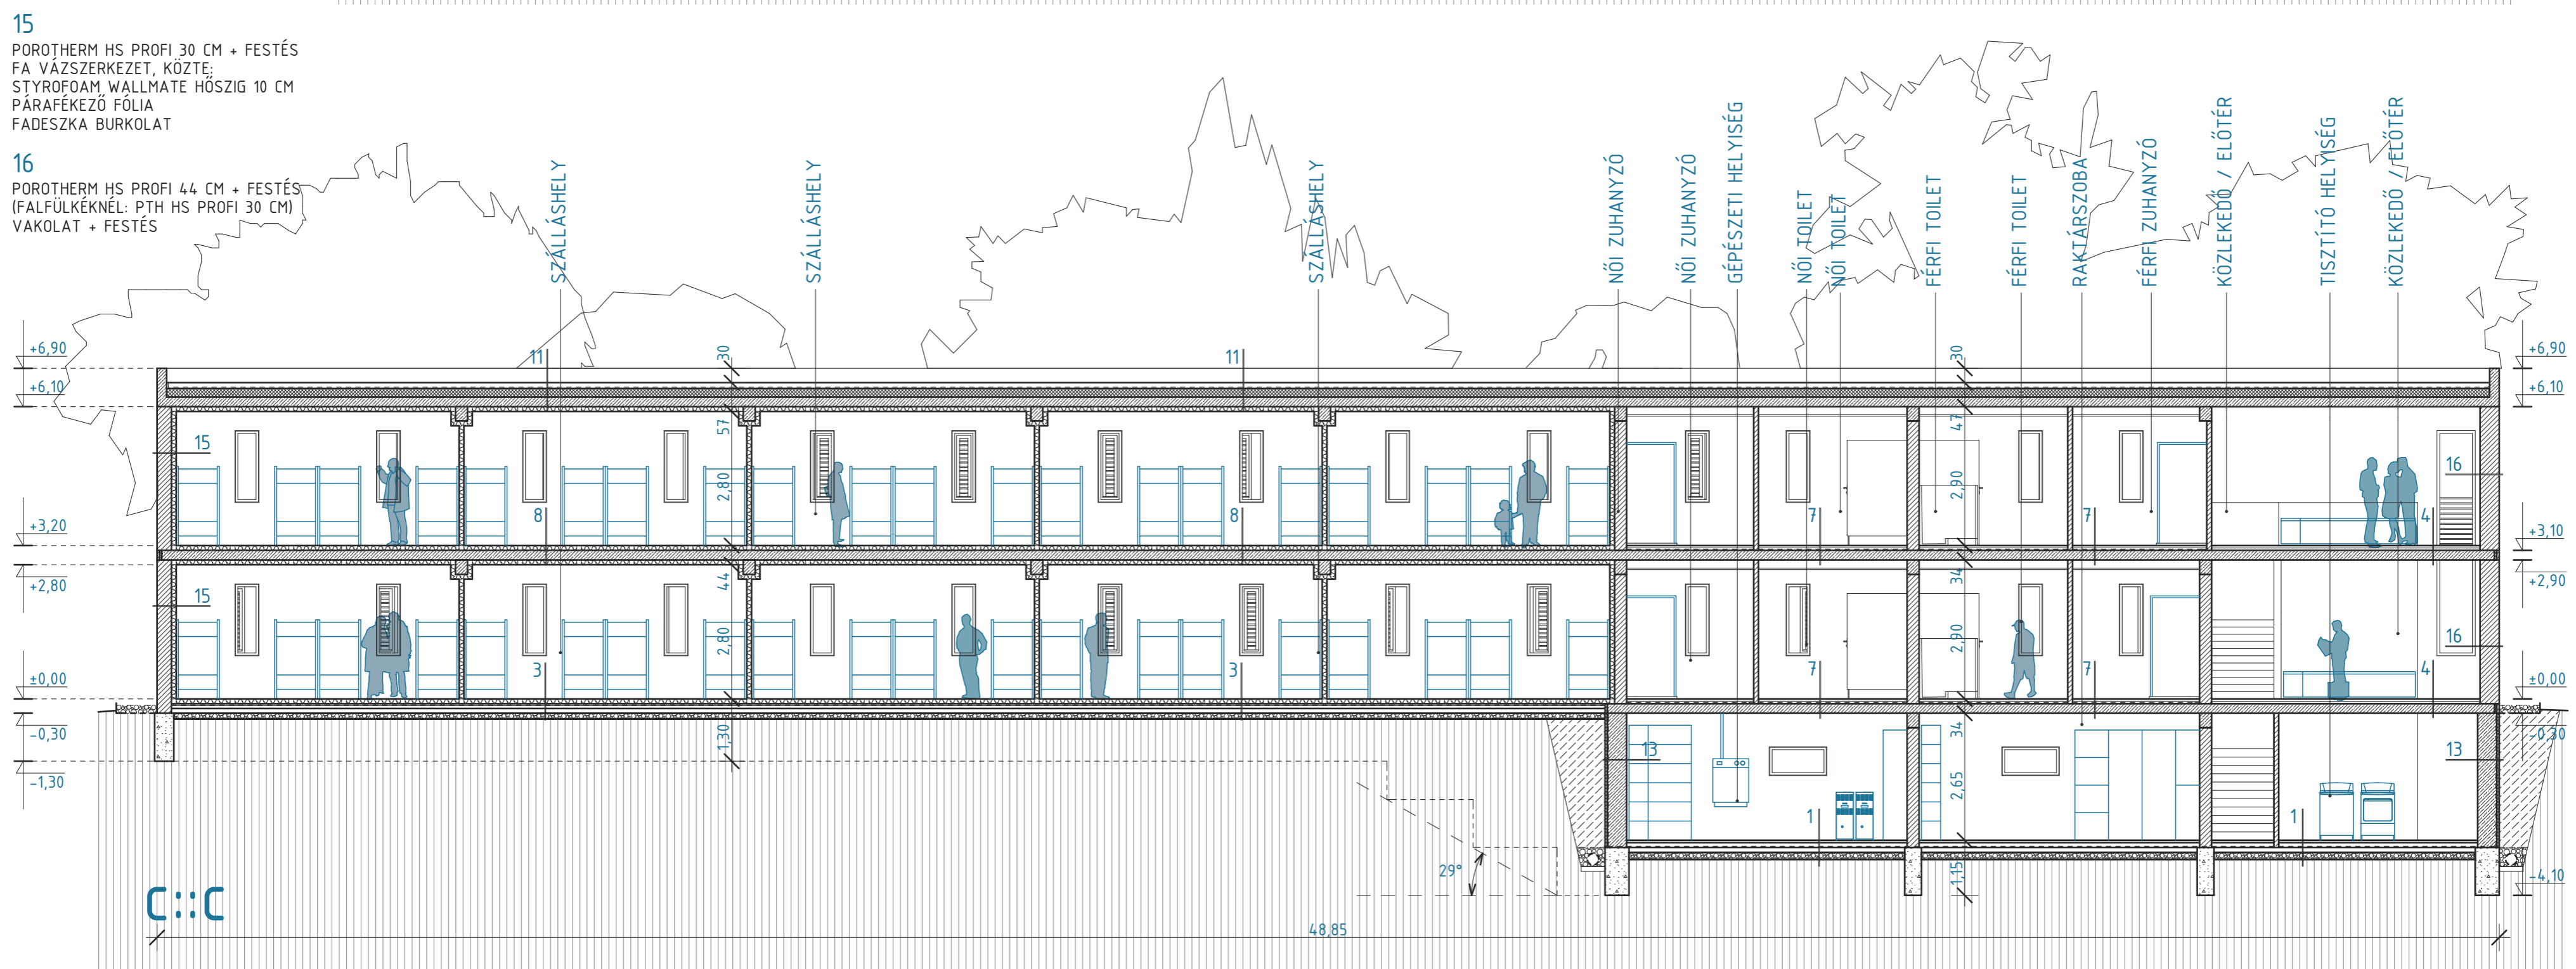 15
POROTHERM HS PROFI 30 CM + FESTÉS
FA VÁZSZERKEZET, KÖZTE:
STYROFOAM WALLMATE HŐSZIG 10 CM
PÁRAFÉKEZŐ FÓLIA
FADESZKA BURKOLAT
16
POROTHERM HS PROFI 44 CM + FESTÉS
(FALFÜLKÉKNÉL: PTH HS PROFI 30 CM)
VAKOLAT + FESTÉS
SZÁLLÁSHELY
SZÁLLÁSHELY
SZÁLLÁSHELY
NŐI ZUHANYZÓ
NŐI ZUHANYZÓ
GÉPÉSZETI HELYISÉG
NŐI TOILET
NŐI TOILET
FÉRFI TOILET
FÉRFI TOILET
RAKTÁRSZOBA
FÉRFI ZUHANYZÓ
KÖZLEKEDŐ / ELŐTÉR
TISZTÍTÓ HELYISÉG
KÖZLEKEDŐ / ELŐTÉR
+6,90
11
30
11
30
+6,90
+6,10
+6,10
57
47
15
2,80
2,90
16
+3,20
8
8
7
7
4
+3,10
+2,80
44
34
+2,90
15
2,80
2,90
16
±0,00
3
3
7
7
4
±0,00
-0,30
1,30
13
34
13
-0,30
-1,30
2,65
1
1
29°
1,15
-4,10
C::C
48,85